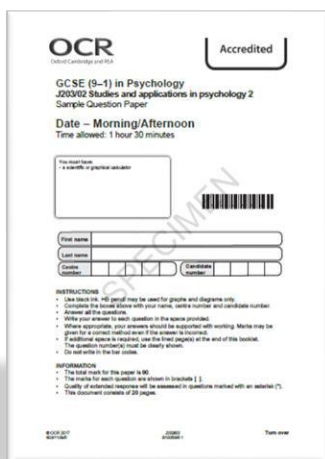 OCR
Oxford Cambridge and RSA
Accredited
GCSE (9–1) in Psychology
J203/02 Studies and applications in psychology 2
Sample Question Paper
Date – Morning/Afternoon
Time allowed: 1 hour 30 minutes
You must have:
• a scientific or graphical calculator
SPECIMEN
First name
Last name
Centre number
Candidate number
INSTRUCTIONS
• Use black ink. HB pencil may be used for graphs and diagrams only.
• Complete the boxes above with your name, centre number and candidate number.
• Answer all the questions.
• Write your answer to each question in the space provided.
• Where appropriate, your answers should be supported with working. Marks may be
given for a correct method even if the answer is incorrect.
• If additional space is required, use the lined page(s) at the end of this booklet.
The question number(s) must be clearly shown.
• Do not write in the bar codes.
INFORMATION
• The total mark for this paper is 90.
• The marks for each question are shown in brackets [ ].
• Quality of extended response will be assessed in questions marked with an asterisk (*).
• This document consists of 20 pages.
© OCR 2017
J203/02
Turn over